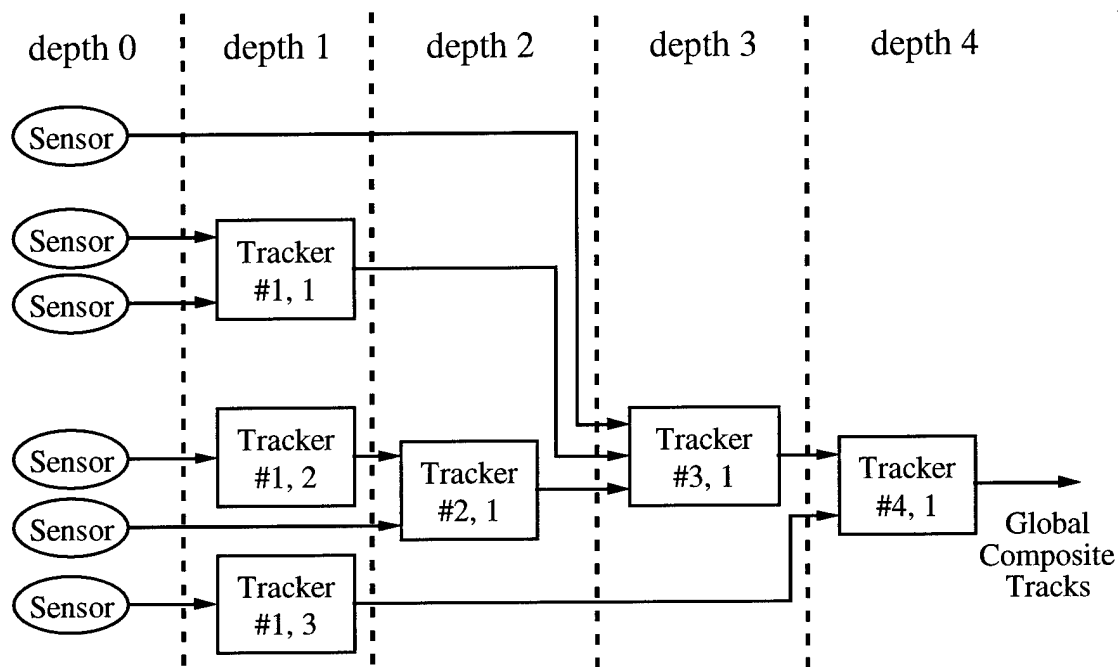 depth 0
depth 1
depth 2
depth 3
depth 4
Sensor
Sensor
Sensor
Tracker
#1, 1
Sensor
Tracker
#1, 2
Sensor
Tracker
#2, 1
Tracker
#3, 1
Tracker
#4, 1
Global
Composite
Tracks
Sensor
Tracker
#1, 3